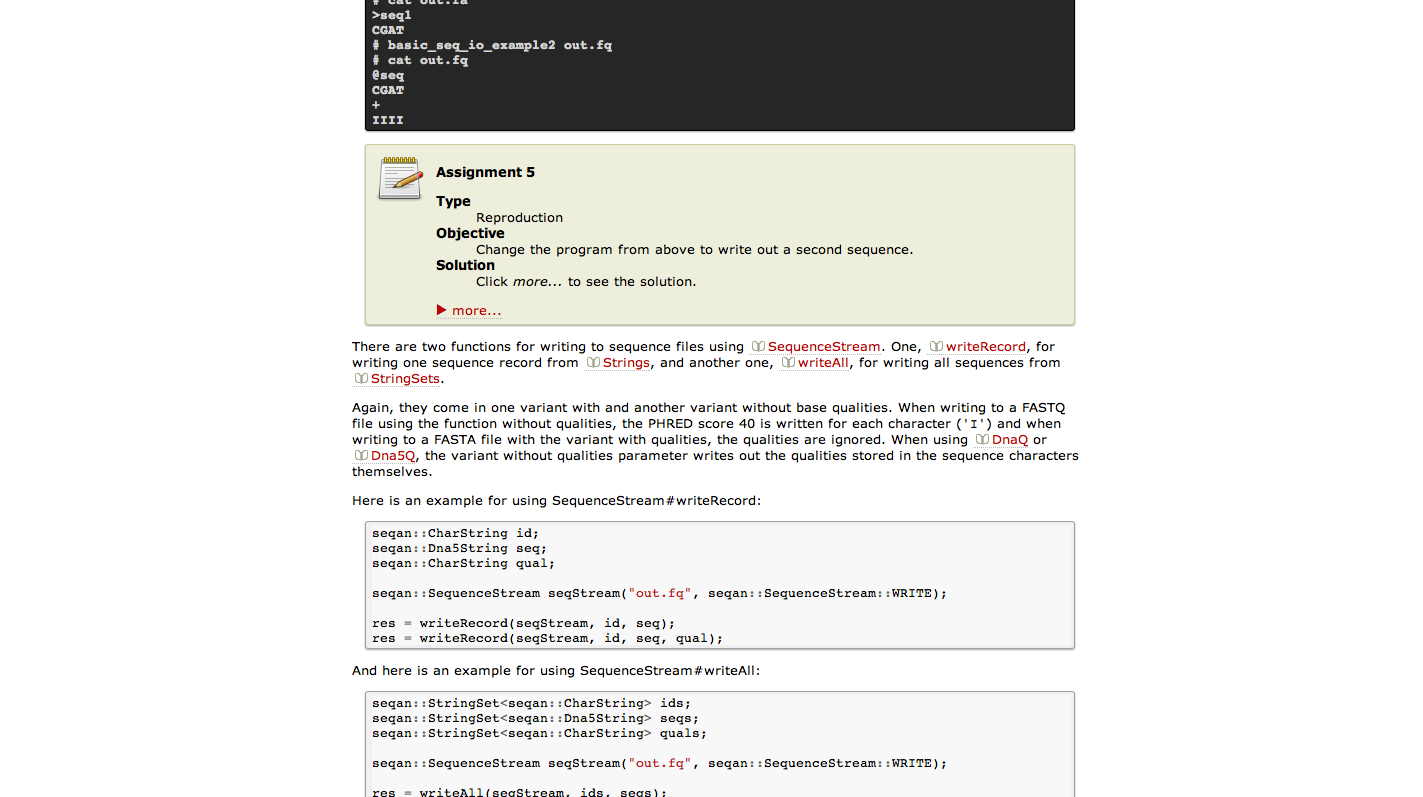 # cat out.fa
>seq1
CGAT
# basic_seq_io_example2 out.fq
# cat out.fq
@seq
CGAT
+
IIII
Assignment 5
Type
Reproduction
Objective
Change the program from above to write out a second sequence.
Solution
Click more... to see the solution.
▶ more...
There are two functions for writing to sequence files using SequenceStream. One, writeRecord, for
writing one sequence record from Strings, and another one, writeAll, for writing all sequences from
StringSets.
Again, they come in one variant with and another variant without base qualities. When writing to a FASTQ
file using the function without qualities, the PHRED score 40 is written for each character ('I') and when
writing to a FASTA file with the variant with qualities, the qualities are ignored. When using DnaQ or
Dna5Q, the variant without qualities parameter writes out the qualities stored in the sequence characters
themselves.
Here is an example for using SequenceStream#writeRecord:
seqan::CharString id;
seqan::Dna5String seq;
seqan::CharString qual;
seqan::SequenceStream seqStream("out.fq", seqan::SequenceStream::WRITE);
res = writeRecord(seqStream, id, seq);
res = writeRecord(seqStream, id, seq, qual);
And here is an example for using SequenceStream#writeAll:
seqan::StringSet<seqan::CharString> ids;
seqan::StringSet<seqan::Dna5String> seqs;
seqan::StringSet<seqan::CharString> quals;
seqan::SequenceStream seqStream("out.fq", seqan::SequenceStream::WRITE);
res = writeAll(seqStream, ids, seqs);